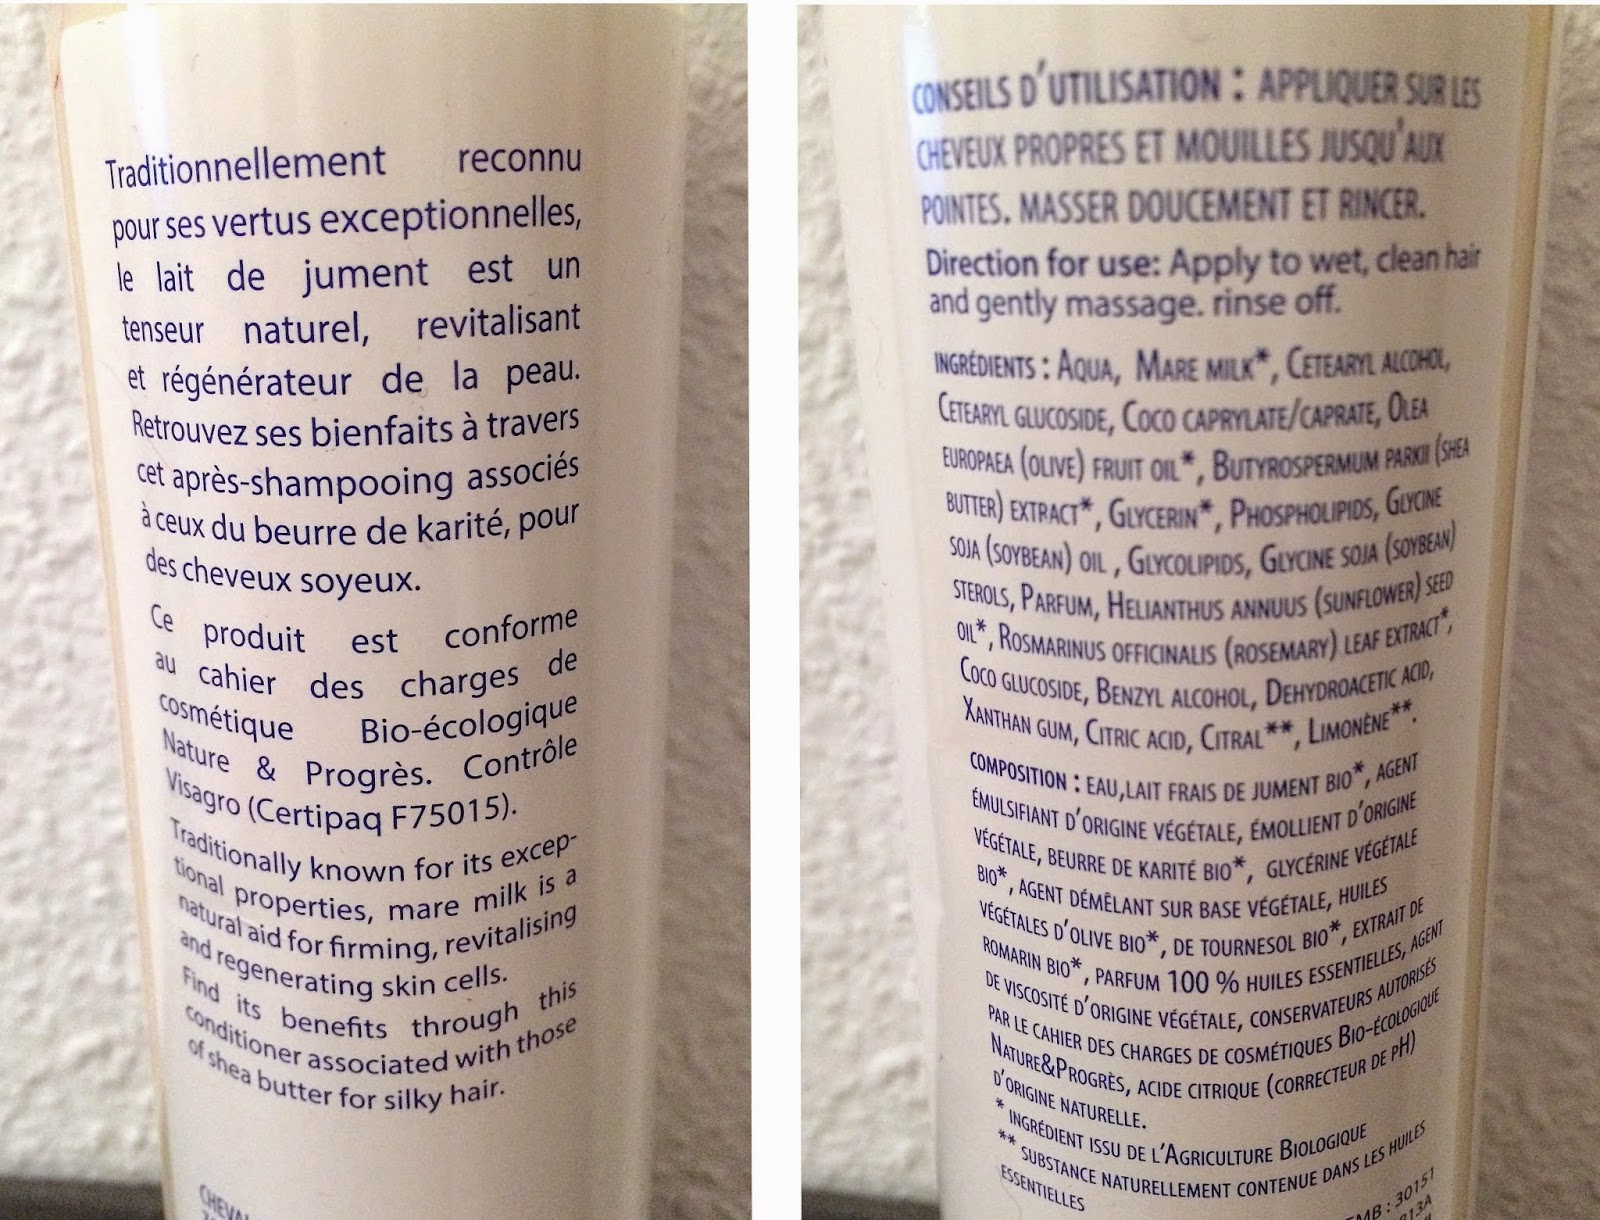 Traditionnellement reconnu
pour ses vertus exceptionnelles,
le lait de jument est un
tenseur naturel, revitalisant
et régénérateur de la peau.
Retrouvez ses bienfaits à travers
cet après-shampooing associés
à ceux du beurre de karité, pour
des cheveux soyeux.
Ce produit est conforme
au cahier des charges de
cosmétique Bio-écologique
Nature & Progrès. Contrôle
Visagro (Certipaq F75015).
Traditionally known for its excep-
tional properties, mare milk is a
natural aid for firming, revitalising
and regenerating skin cells.
Find its benefits through this
conditioner associated with those
of shea butter for silky hair.
CONSEILS D'UTILISATION : APPLIQUER SUR LES
CHEVEUX PROPRES ET MOUILLES JUSQU'AUX
POINTES. MASSER DOUCEMENT ET RINCER.
Direction for use: Apply to wet, clean hair
and gently massage. rinse off.
INGRÉDIENTS : AQUA, MARE MILK*, CETEARYL ALCOHOL,
CETEARYL GLUCOSIDE, COCO CAPRYLATE/CAPRATE, OLEA
EUROPAEA (OLIVE) FRUIT OIL*, BUTYROSPERMUM PARKII (SHEA
BUTTER) EXTRACT*, GLYCERIN*, PHOSPHOLIPIDS, GLYCINE
SOJA (SOYBEAN) OIL , GLYCOLIPIDS, GLYCINE SOJA (SOYBEAN)
STEROLS, PARFUM, HELIANTHUS ANNUUS (SUNFLOWER) SEED
OIL*, ROSMARINUS OFFICINALIS (ROSEMARY) LEAF EXTRACT*,
COCO GLUCOSIDE, BENZYL ALCOHOL, DEHYDROACETIC ACID,
XANTHAN GUM, CITRIC ACID, CITRAL**, LIMONÈNE**.
COMPOSITION : EAU,LAIT FRAIS DE JUMENT BIO*, AGENT
ÉMULSIFIANT D'ORIGINE VÉGÉTALE, ÉMOLLIENT D'ORIGINE
VÉGÉTALE, BEURRE DE KARITÉ BIO*, GLYCÉRINE VÉGÉTALE
BIO*, AGENT DÉMÊLANT SUR BASE VÉGÉTALE, HUILES
VÉGÉTALES D'OLIVE BIO*, DE TOURNESOL BIO*, EXTRAIT DE
ROMARIN BIO*, PARFUM 100 % HUILES ESSENTIELLES, AGENT
DE VISCOSITÉ D'ORIGINE VÉGÉTALE, CONSERVATEURS AUTORISÉS
PAR LE CAHIER DES CHARGES DE COSMÉTIQUES BIO-ÉCOLOGIQUE
NATURE&PROGRÈS, ACIDE CITRIQUE (CORRECTEUR DE PH)
D'ORIGINE NATURELLE.
* INGRÉDIENT ISSU DE L'AGRICULTURE BIOLOGIQUE
** SUBSTANCE NATURELLEMENT CONTENUE DANS LES HUILES
ESSENTIELLES
: 30151
813A